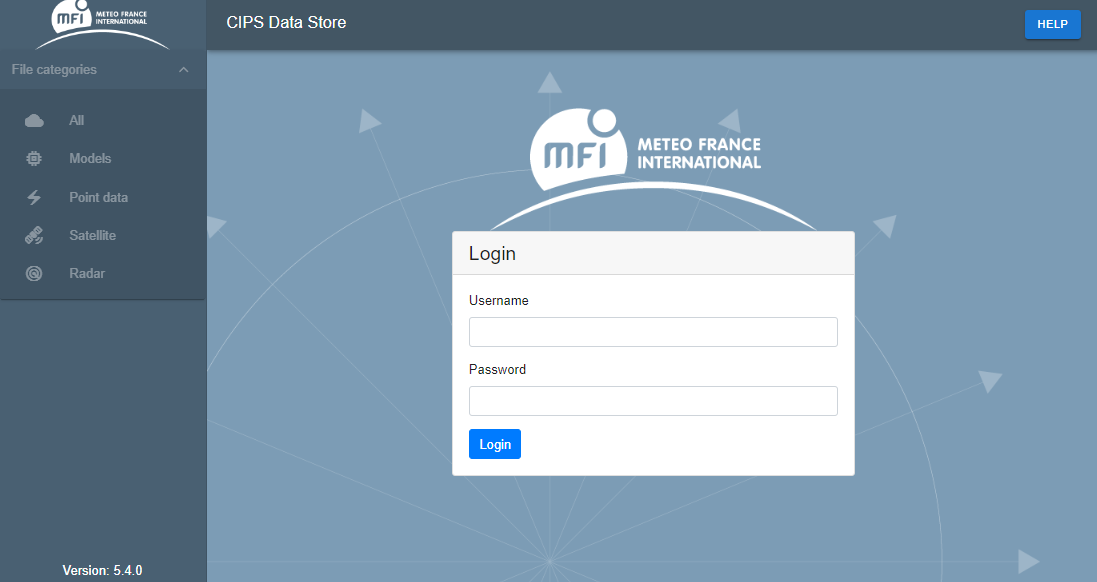 MFI METEO FRANCE
INTERNATIONAL
CIPS Data Store
HELP
File categories
All
Models
Point data
Satellite
Radar
Version: 5.4.0
MFI METEO FRANCE
INTERNATIONAL
Login
Username
Password
Login